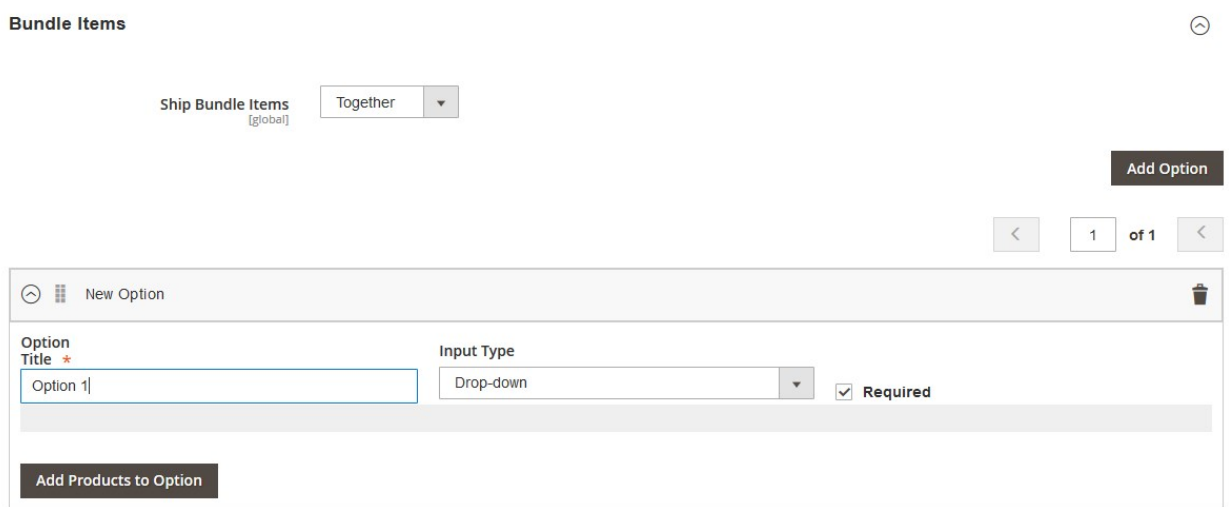 Bundle Items
Ship Bundle Items
[global]
Together
Add Option
1 of 1
New Option
Option
Title *
Input Type
Option 1
Drop-down
Required
Add Products to Option